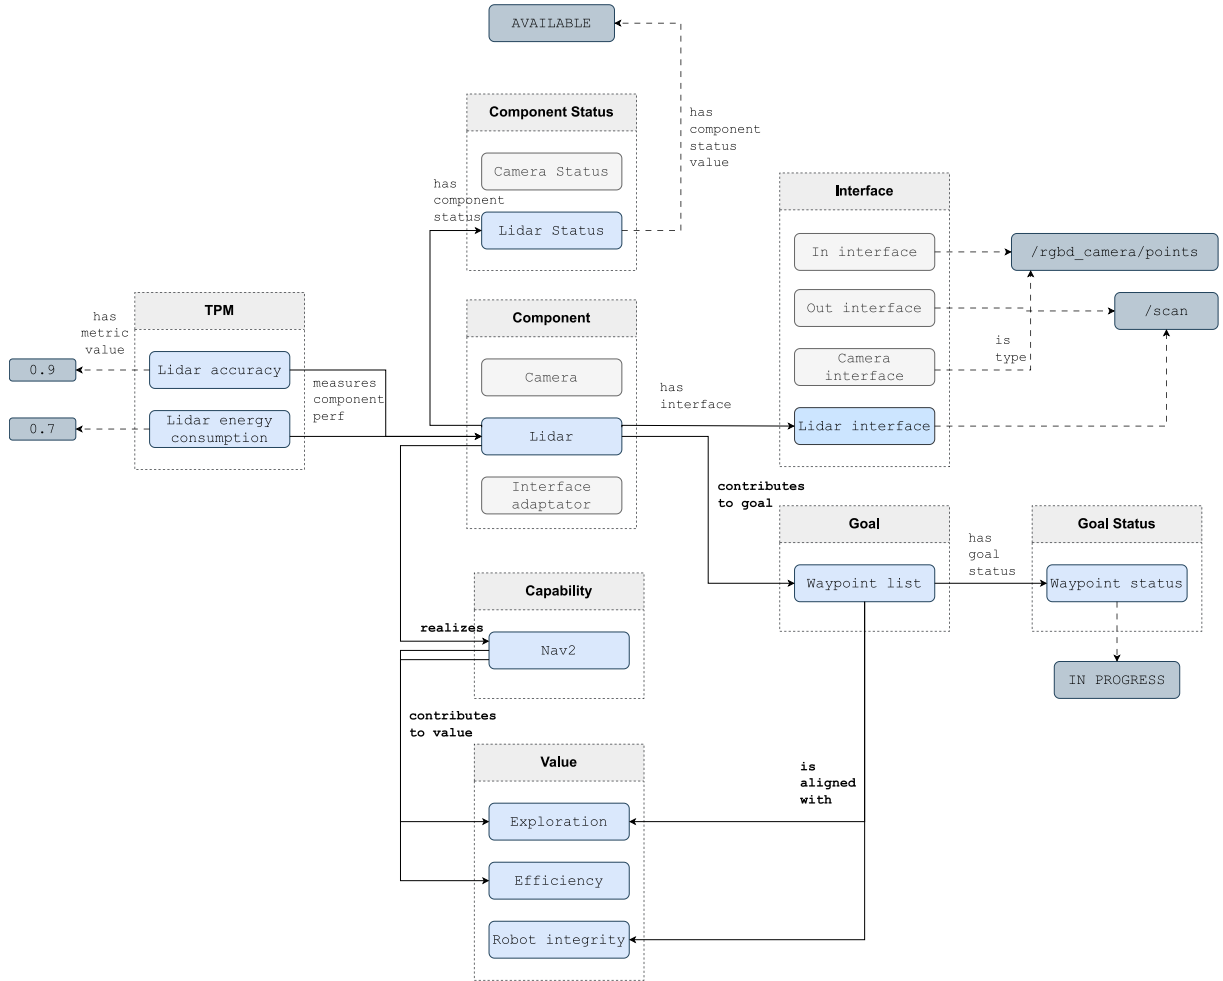 AVAILABLE
Component Status
has
component
status
value
Camera Status
has
component
status
Lidar Status
Interface
In interface
/rgbd_camera/points
Out interface
/scan
is
type
Camera
interface
Lidar interface
TPM
has
metric
value
0.9
Lidar accuracy
0.7
Lidar energy
consumption
measures
component
perf
Component
Camera
Lidar
Interface
adaptator
has
interface
contributes
to goal
Goal
Waypoint list
has
goal
status
Goal Status
Waypoint status
IN PROGRESS
Capability
realizes
Nav2
contributes
to value
Value
Exploration
Efficiency
Robot integrity
is
aligned
with